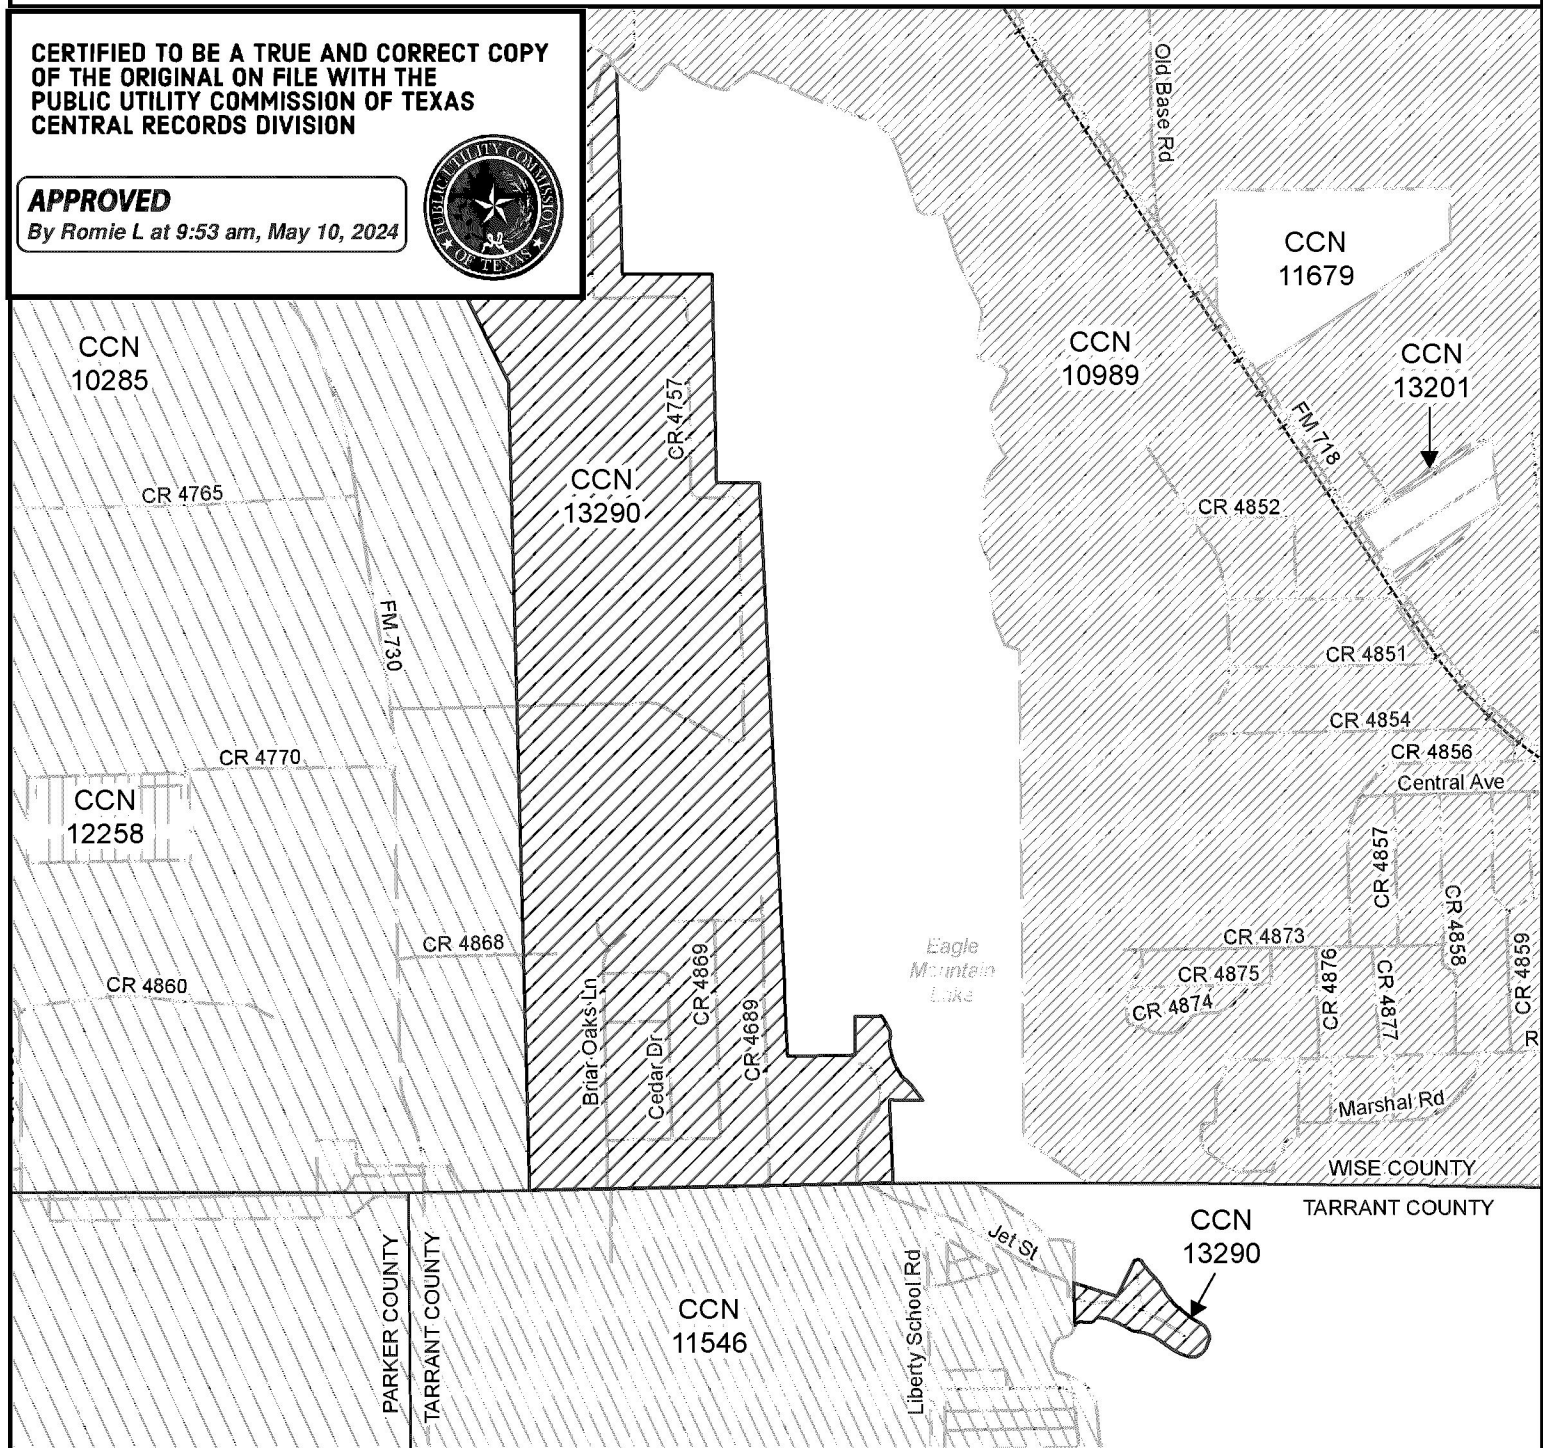 CERTIFIED TO BE A TRUE AND CORRECT COPY
OF THE ORIGINAL ON FILE WITH THE
PUBLIC UTILITY COMMISSION OF TEXAS
CENTRAL RECORDS DIVISION
APPROVED
By Romie L at 9:53 am, May 10, 2024
PUBLIC UTILITY COMMISSION
OF TEXAS
Old Base Rd
CCN
11679
CCN
10285
CCN
10989
CCN
13201
CR 4757
FM 718
CCN
13290
CR 4765
CR 4852
FM 730
CR 4851
CR 4854
CR 4856
CR 4770
Central Ave
CCN
12258
CR 4857
CR 4858
CR 4859
CR 4868
CR 4873
Eagle
Mountain
Lake
CR 4869
CR 4875
CR 4876
CR 4877
CR 4860
CR 4874
Briar Oaks Ln
Cedar Dr
CR 4689
R
Marshal Rd
WISE COUNTY
TARRANT COUNTY
CCN
13290
Jet St
PARKER COUNTY
TARRANT COUNTY
CCN
11546
Liberty School Rd